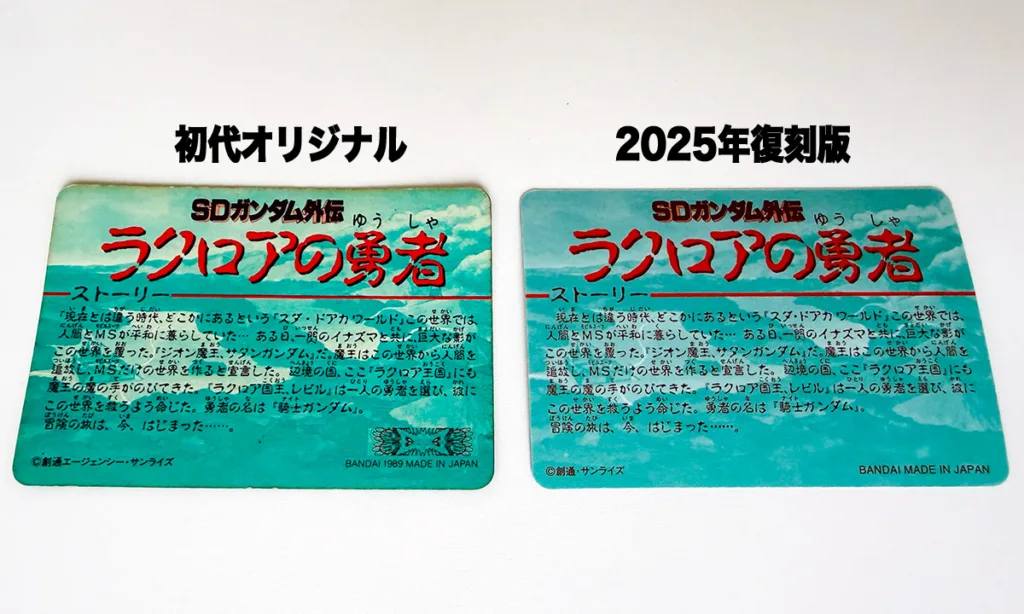 初代オリジナル
SDガンダム外伝
ゆう しゃ
ラクロアの勇者
ストーリー
『現在とは違う時代、どこかにあるという『スダ・ドアカ ワールド』この世界では、
人間とMSが平和に暮らしていた… ある日、一閃のイナズマと共に、巨大な影が
この世界を覆った。『ジオン魔王、サタンガンダム』だ。魔王はこの世界から人間を
追放し、MSだけの世界を作ると宣言した。辺境の国、ここ『ラクロア王国』にも
魔王の魔の手がのびてきた。『ラクロア国王、レビル』は一人の勇者を選び、彼に
この世界を救うよう命じた。勇者の名は『騎士ガンダム』。
冒険の旅は、今、はじまった……。
©創通エージェンシー・サンライズ
BANDAI 1989 MADE IN JAPAN
2025年復刻版
SDガンダム外伝
ゆう しゃ
ラクロアの勇者
ストーリー
現在とは違う時代、どこかにあるという『スダ・ドアカ ワールド』この世界では、
人間とMSが平和に暮らしていた… ある日、一閃のイナズマと共に、巨大な影が
この世界を覆った。『ジオン魔王、サタンガンダム』だ。魔王はこの世界から人間を
追放し、MSだけの世界を作ると宣言した。辺境の国、ここ『ラクロア王国』にも
魔王の魔の手がのびてきた。『ラクロア国王、レビル』は一人の勇者を選び、彼に
この世界を救うよう命じた。勇者の名は『騎士ガンダム』。
冒険の旅は、今、はじまった……。
©創通・サンライズ
BANDAI MADE IN JAPAN